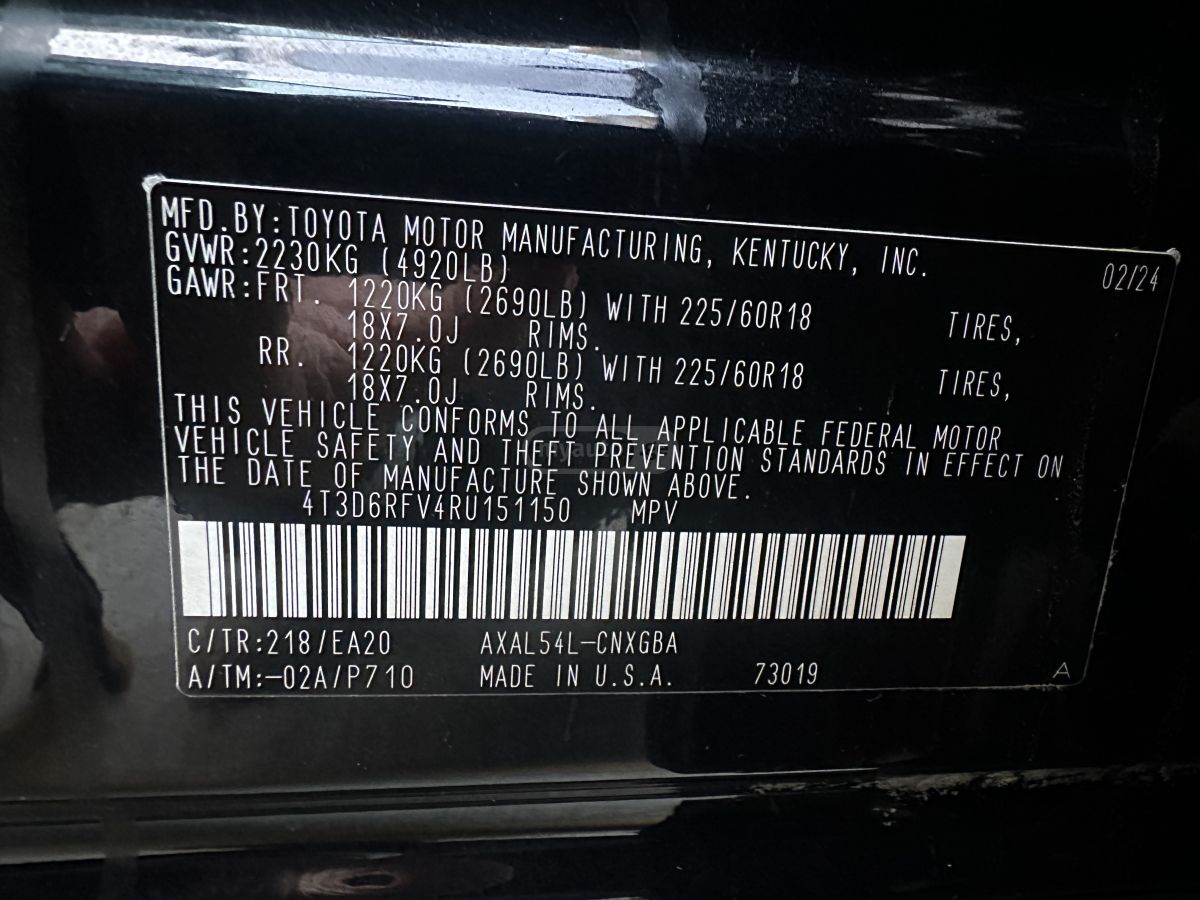 MFD.BY:TOYOTA MOTOR MANUFACTURING, KENTUCKY, INC. 02/24
GVWR:2230KG (4920LB)
GAWR:FRT. 1220KG (2690LB) WITH 225/60R18 TIRES,
18X7.0J RIMS.
RR. 1220KG (2690LB) WITH 225/60R18 TIRES,
18X7.0J RIMS.
THIS VEHICLE CONFORMS TO ALL APPLICABLE FEDERAL MOTOR
VEHICLE SAFETY AND THEFT PREVENTION STANDARDS IN EFFECT ON
THE DATE OF MANUFACTURE SHOWN ABOVE.
4T3D6RFV4RU151150 MPV
C/TR:218/EA20 AXAL54L-CNXGBA
A/TM:-02A/P710 MADE IN U.S.A. 73019 A